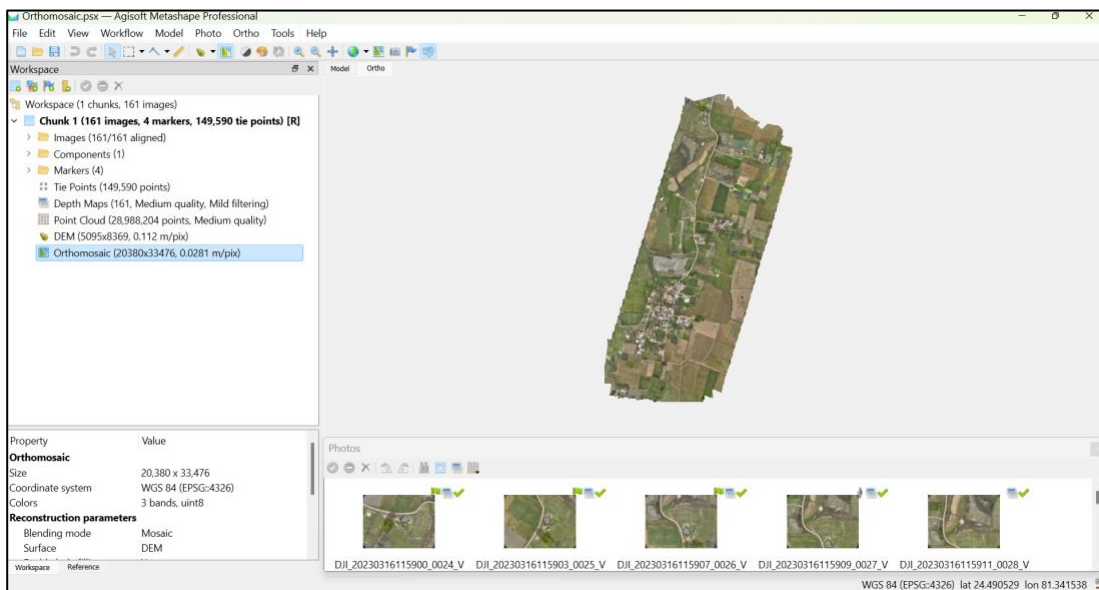 Orthomosaic.psx — Agisoft Metashape Professional
File Edit View Workflow Model Photo Ortho Tools Help
Workspace
Model Ortho
Workspace (1 chunks, 161 images)
Chunk 1 (161 images, 4 markers, 149,590 tie points) [R]
Images (161/161 aligned)
Components (1)
Markers (4)
Tie Points (149,590 points)
Depth Maps (161, Medium quality, Mild filtering)
Point Cloud (28,988,204 points, Medium quality)
DEM (5095x8369, 0.112 m/pix)
Orthomosaic (20380x33476, 0.0281 m/pix)
Property Value
Orthomosaic
Size 20,380 x 33,476
Coordinate system WGS 84 (EPSG::4326)
Colors 3 bands, uint8
Reconstruction parameters
Blending mode Mosaic
Surface DEM
Workspace Reference
Photos
DJI_20230316115900_0024_V DJI_20230316115903_0025_V DJI_20230316115907_0026_V DJI_20230316115909_0027_V DJI_20230316115911_0028_V
WGS 84 (EPSG::4326) lat 24.490529 lon 81.341538